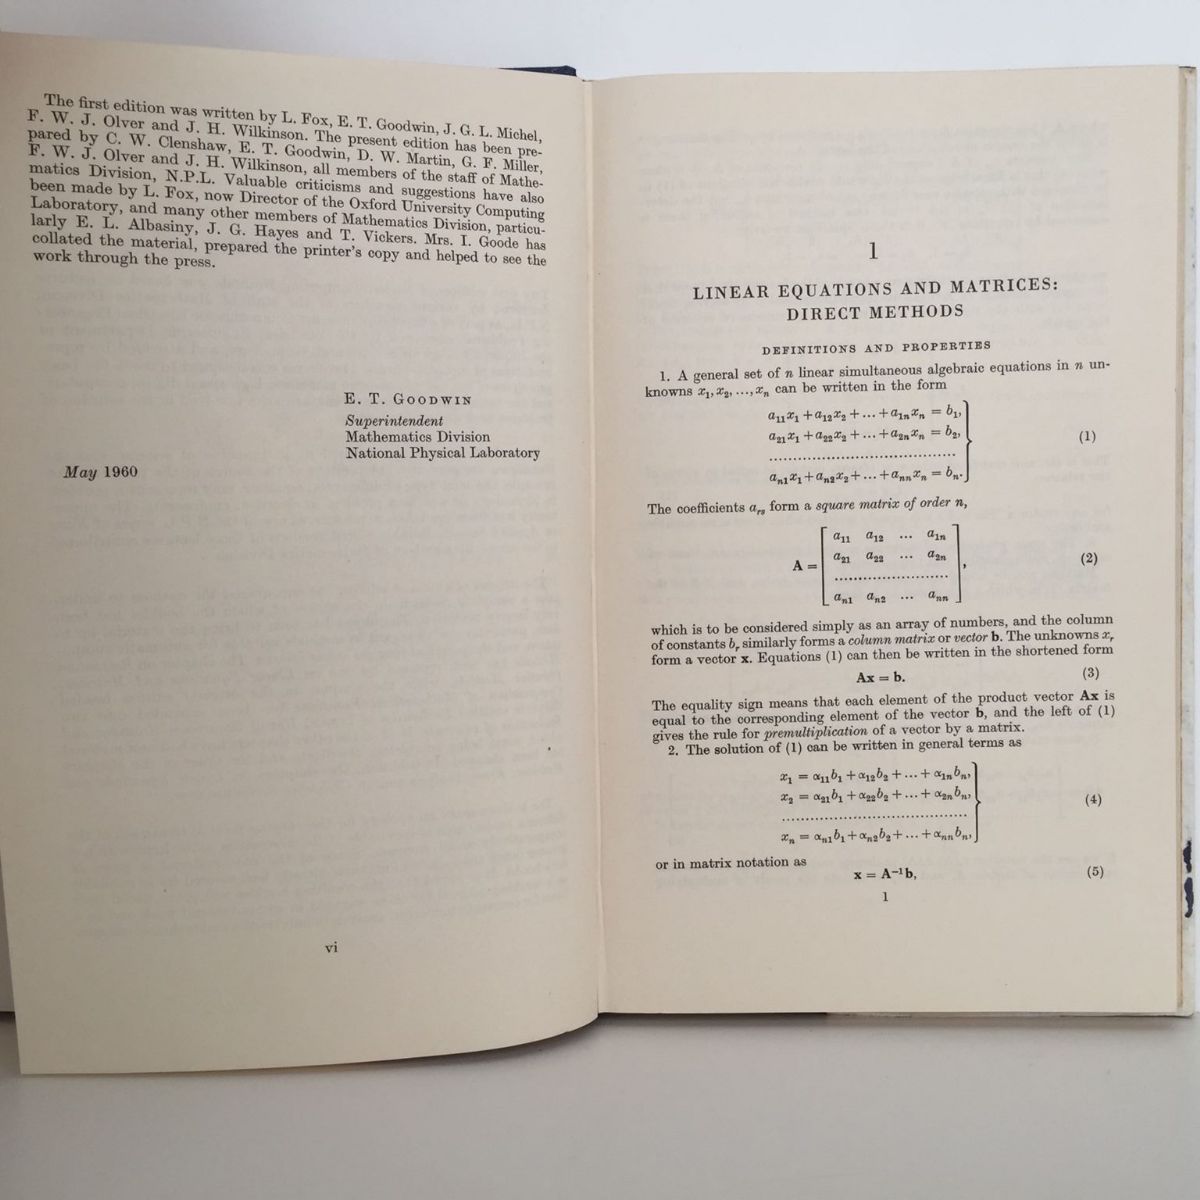 The first edition was written by L. Fox, E. T. Goodwin, J. G. L. Michel,
F. W. J. Olver and J. H. Wilkinson. The present edition has been pre-
pared by C. W. Clenshaw, E. T. Goodwin, D. W. Martin, G. F. Miller,
F. W. J. Olver and J. H. Wilkinson, all members of the staff of Mathe-
matics Division, N.P.L. Valuable criticisms and suggestions have also
been made by L. Fox, now Director of the Oxford University Computing
Laboratory, and many other members of Mathematics Division, particu-
larly E. L. Albasiny, J. G. Hayes and T. Vickers. Mrs. I. Goode has
collated the material, prepared the printer's copy and helped to see the
work through the press.
E. T. GOODWIN
Superintendent
Mathematics Division
National Physical Laboratory
May 1960
vi
1
LINEAR EQUATIONS AND MATRICES:
DIRECT METHODS
DEFINITIONS AND PROPERTIES
1. A general set of n linear simultaneous algebraic equations in n un-
knowns x₁, x₂, ..., xₙ can be written in the form
a₁₁x₁ + a₁₂x₂ + ... + a₁ₙxₙ = b₁,
a₂₁x₁ + a₂₂x₂ + ... + a₂ₙxₙ = b₂, (1)
........................................
aₙ₁x₁ + aₙ₂x₂ + ... + aₙₙxₙ = bₙ.
The coefficients aᵣₛ form a square matrix of order n,
a₁₁ a₁₂ ... a₁ₙ
a₂₁ a₂₂ ... a₂ₙ
A = [ ........................ ], (2)
aₙ₁ aₙ₂ ... aₙₙ
which is to be considered simply as an array of numbers, and the column
of constants bᵣ similarly forms a column matrix or vector b. The unknowns xᵣ
form a vector x. Equations (1) can then be written in the shortened form
Ax = b. (3)
The equality sign means that each element of the product vector Ax is
equal to the corresponding element of the vector b, and the left of (1)
gives the rule for premultiplication of a vector by a matrix.
2. The solution of (1) can be written in general terms as
x₁ = α₁₁b₁ + α₁₂b₂ + ... + α₁ₙbₙ,
x₂ = α₂₁b₁ + α₂₂b₂ + ... + α₂ₙbₙ, (4)
........................................
xₙ = αₙ₁b₁ + αₙ₂b₂ + ... + αₙₙbₙ,
or in matrix notation as
x = A⁻¹b, (5)
1